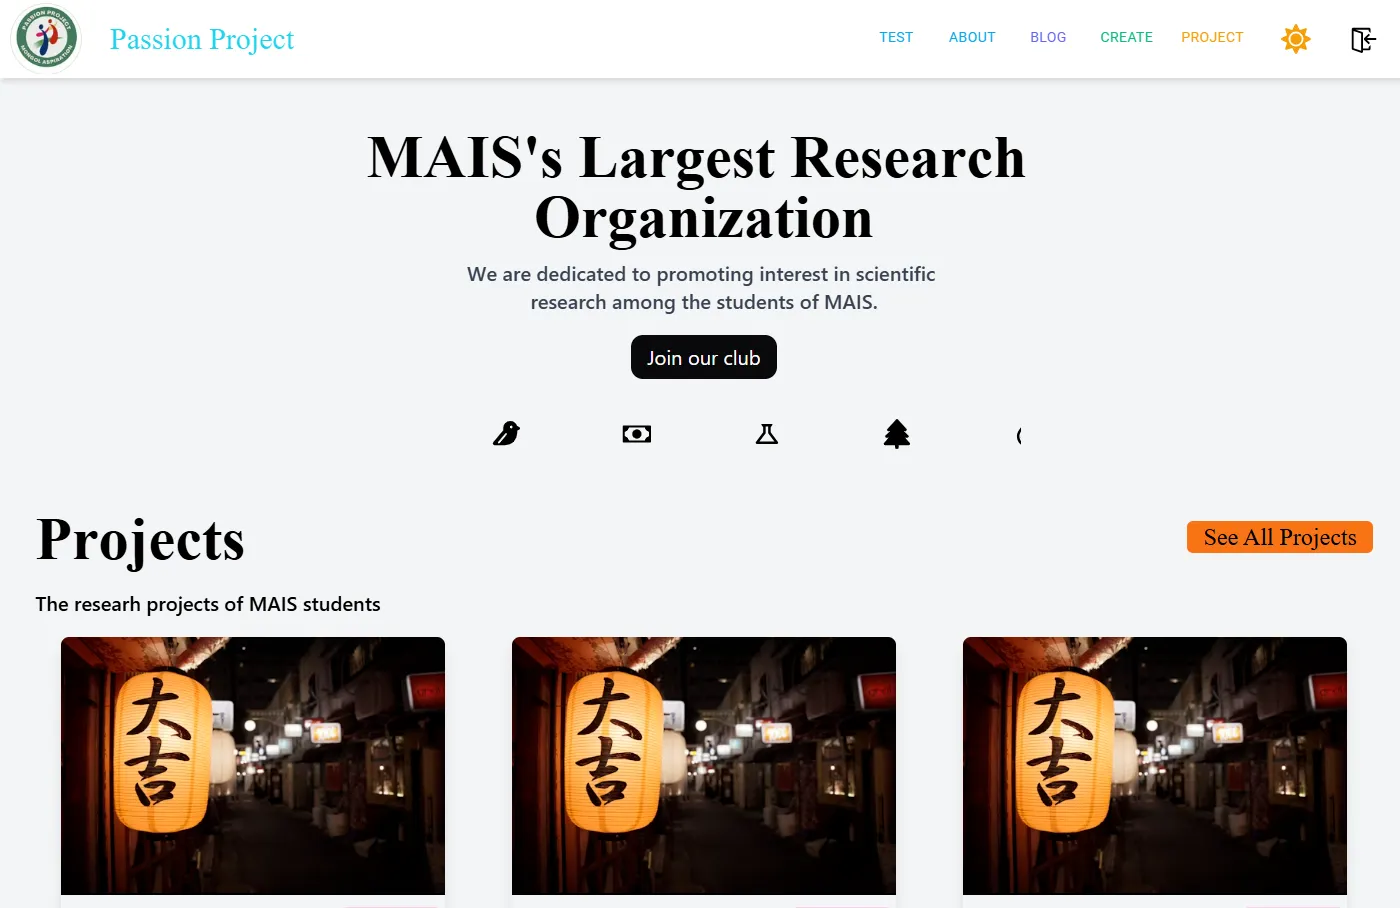 PASSION PROJECT
MONGOL ASPIRATION
Passion Project
TEST ABOUT BLOG CREATE PROJECT
MAIS's Largest Research
Organization
We are dedicated to promoting interest in scientific
research among the students of MAIS.
Join our club
Projects
See All Projects
The researh projects of MAIS students
大吉
大吉
大吉